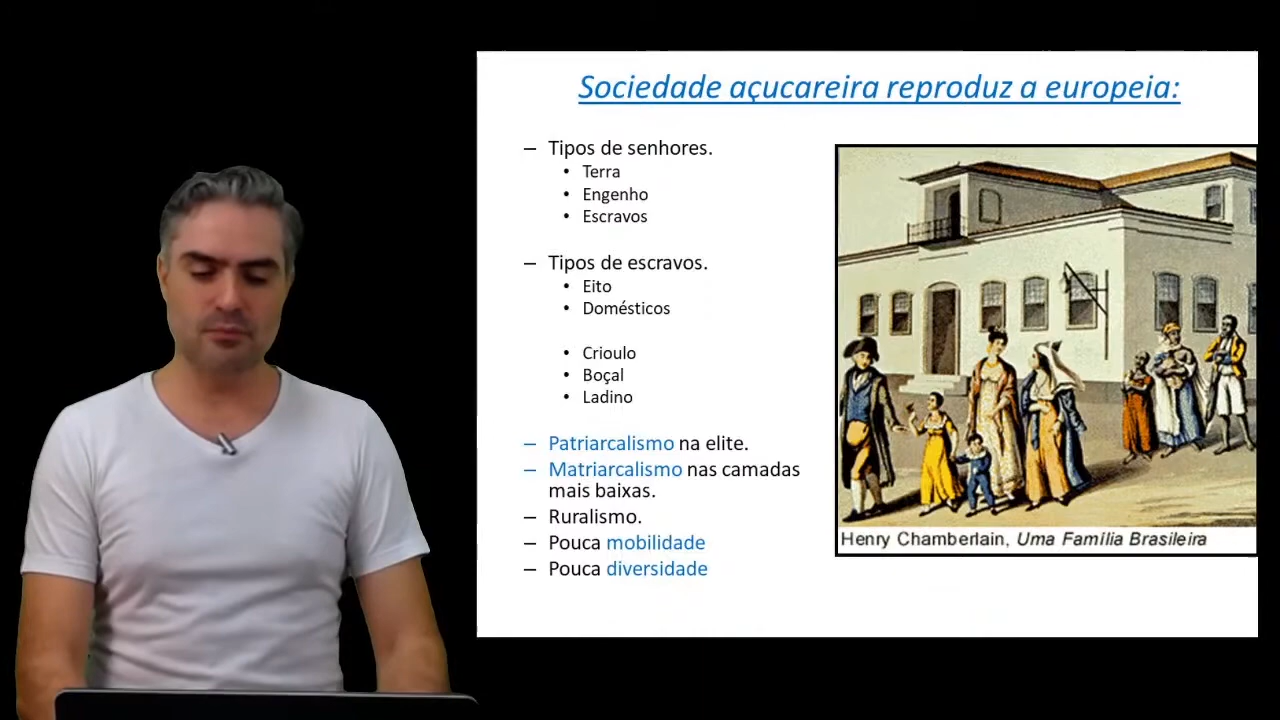 Sociedade açucareira reproduz a europeia:
– Tipos de senhores.
• Terra
• Engenho
• Escravos
– Tipos de escravos.
• Eito
• Domésticos
• Crioulo
• Boçal
• Ladino
– Patriarcalismo na elite.
– Matriarcalismo nas camadas
mais baixas.
– Ruralismo.
– Pouca mobilidade
– Pouca diversidade
Henry Chamberlain, Uma Família Brasileira